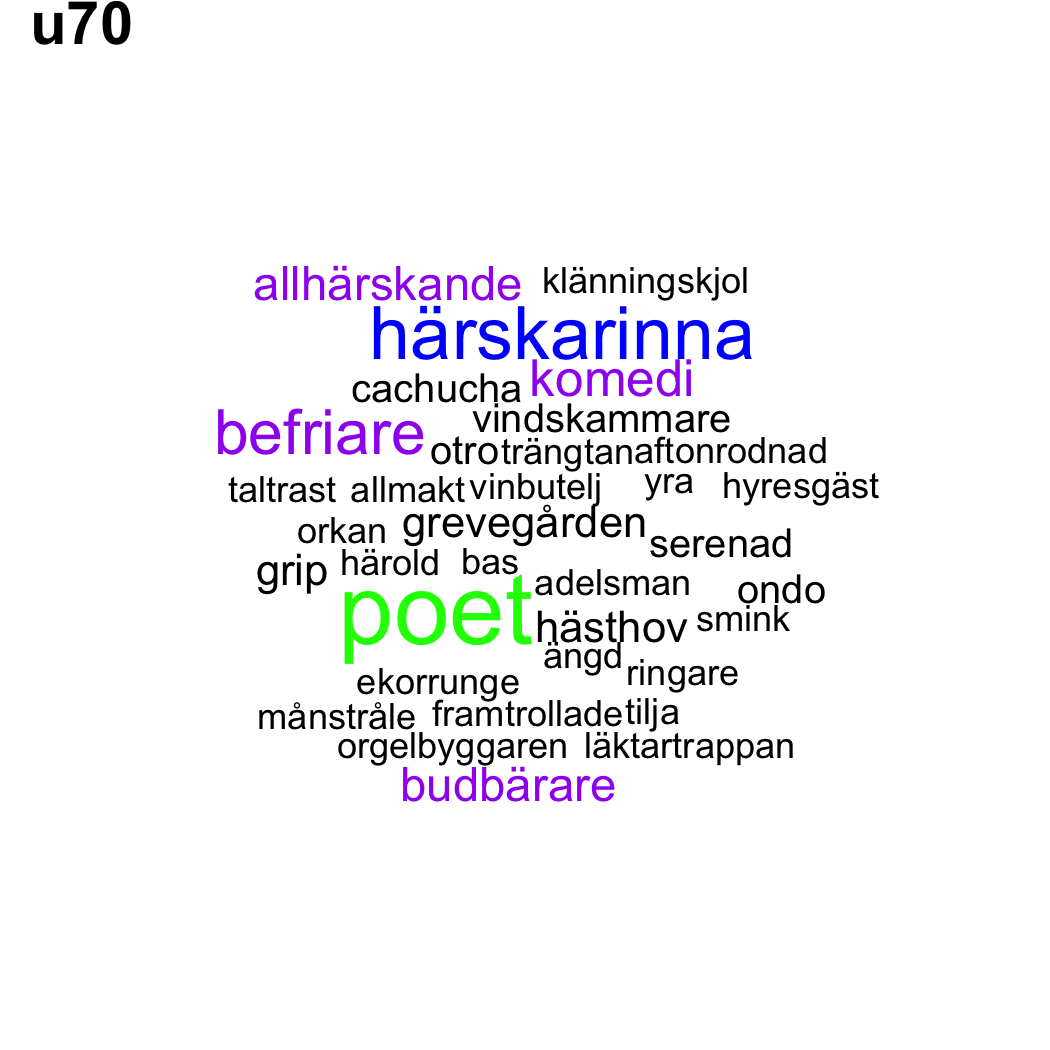 u70
allhärskande klänningskjol
härskarinna
cachucha komedi
befriare vindskammare
otro trängtan aftonrodnad
taltrast allmakt vinbutelj yra hyresgäst
orkan grevegården serenad
grip härold bas
poet adelsman ondo
hästhov smink
ängd ringare
ekorrunge
månstråle framtrollade tilja
orgelbyggaren läktartrappan
budbärare